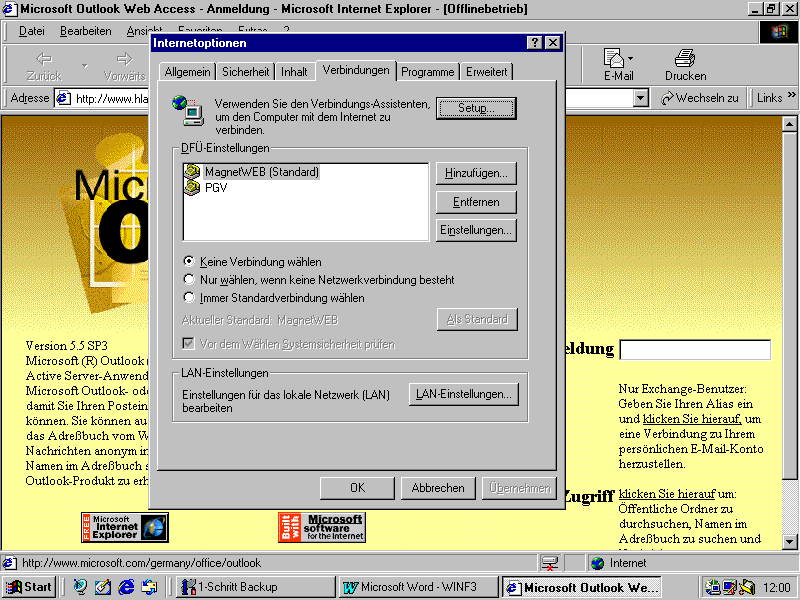 Microsoft Outlook Web Access - Anmeldung - Microsoft Internet Explorer - [Offlinebetrieb]
Datei Bearbeiten Ansicht Favoriten Extras ?
Zurück Vorwärts E-Mail Drucken
Adresse http://www.hla Wechseln zu Links »
Internetoptionen
Allgemein Sicherheit Inhalt Verbindungen Programme Erweitert
Verwenden Sie den Verbindungs-Assistenten,
um den Computer mit dem Internet zu
verbinden.
Setup...
DFÜ-Einstellungen
MagnetWEB (Standard)
PGV
Hinzufügen...
Entfernen
Einstellungen...
Keine Verbindung wählen
Nur wählen, wenn keine Netzwerkverbindung besteht
Immer Standardverbindung wählen
Aktueller Standard: MagnetWEB
Als Standard
Vor dem Wählen Systemsicherheit prüfen
LAN-Einstellungen
Einstellungen für das lokale Netzwerk (LAN)
bearbeiten
LAN-Einstellungen...
OK Abbrechen Übernehmen
Mic
O
Version 5.5 SP3
Microsoft (R) Outlook
Active Server-Anwend
Microsoft Outlook- od
damit Sie Ihren Postein
können. Sie können au
das Adreßbuch vom W
Nachrichten anonym in
Namen im Adreßbuch s
Outlook-Produkt zu erh
eldung
Nur Exchange-Benutzer:
Geben Sie Ihren Alias ein
und klicken Sie hierauf, um
eine Verbindung zu Ihrem
persönlichen E-Mail-Konto
herzustellen.
Zugriff
klicken Sie hierauf um:
Öffentliche Ordner zu
durchsuchen, Namen im
Adreßbuch zu suchen und
FREE Microsoft Internet Explorer
Built with Microsoft software for the Internet
http://www.microsoft.com/germany/office/outlook Internet
Start 1-Schritt Backup Microsoft Word - WINF3 Microsoft Outlook We... 12:00